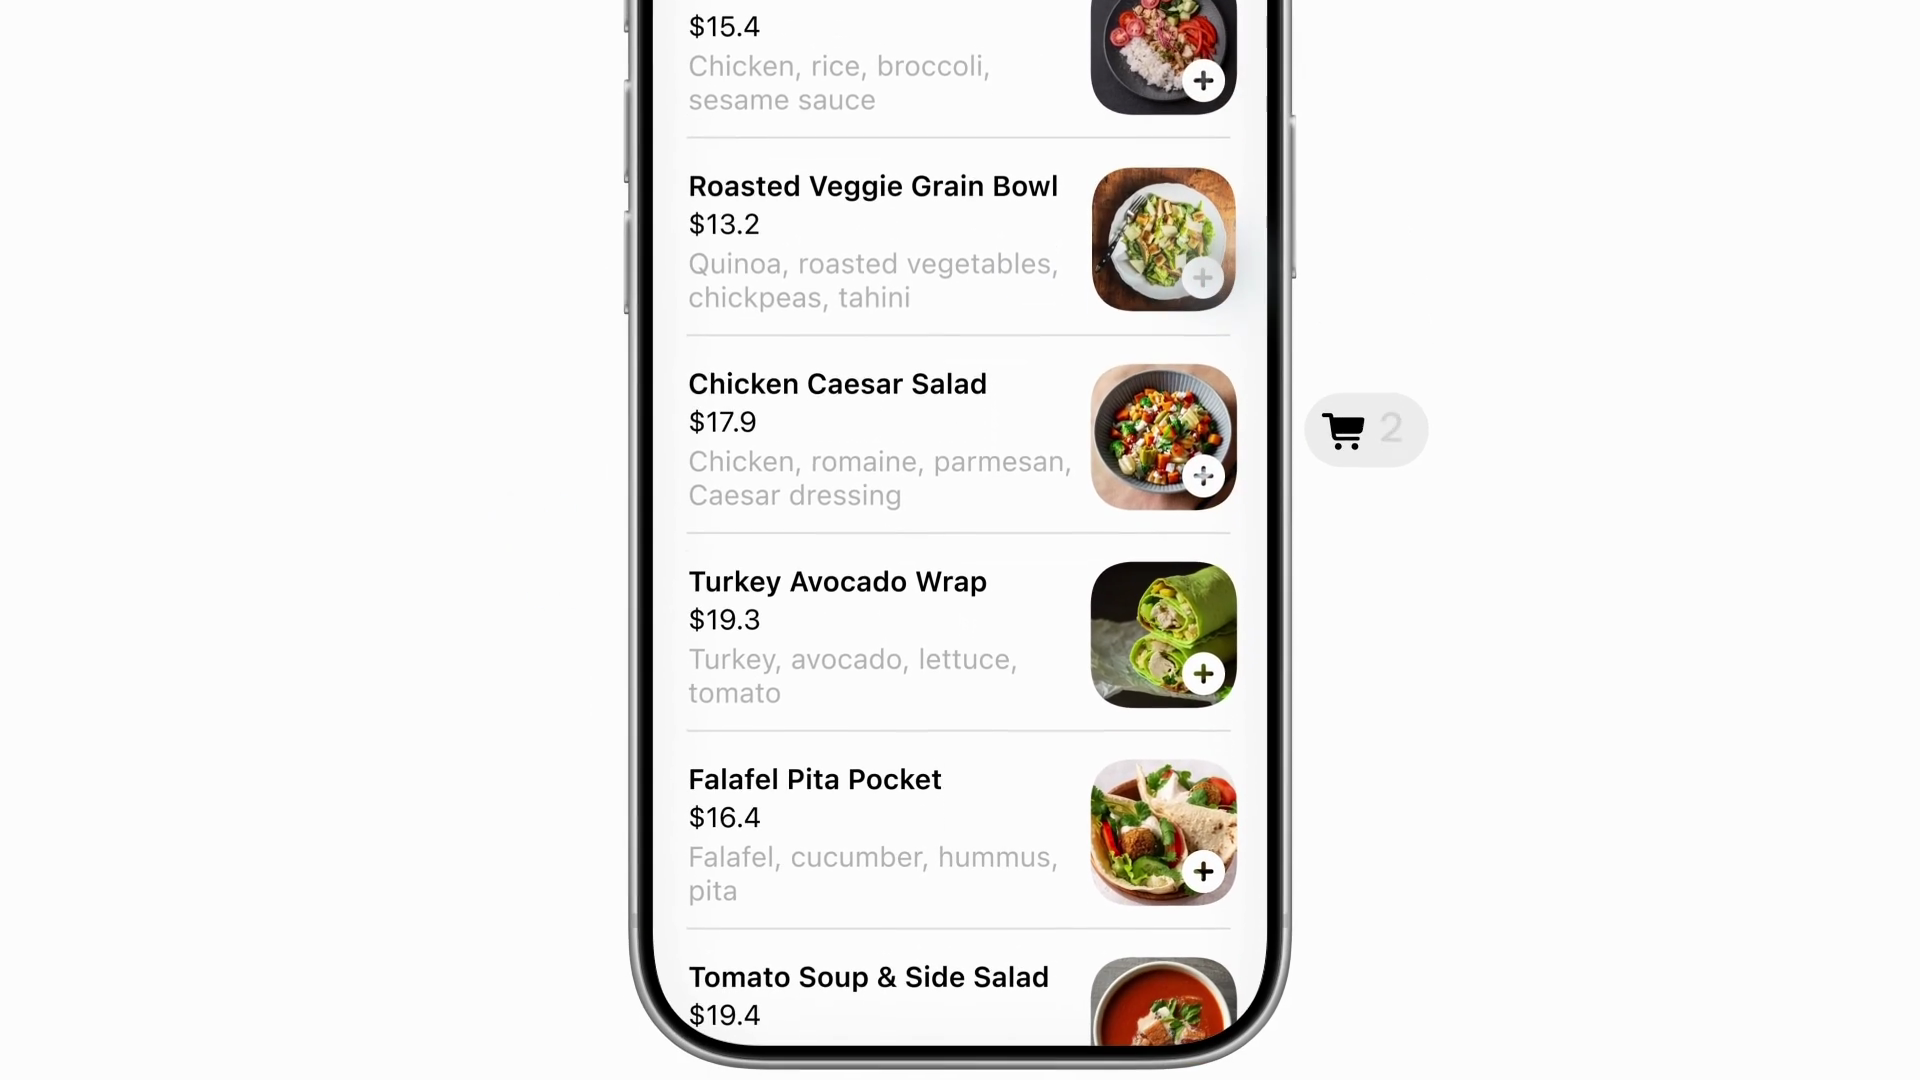 $15.4
Chicken, rice, broccoli,
sesame sauce
Roasted Veggie Grain Bowl
$13.2
Quinoa, roasted vegetables,
chickpeas, tahini
Chicken Caesar Salad
$17.9
Chicken, romaine, parmesan,
Caesar dressing
2
Turkey Avocado Wrap
$19.3
Turkey, avocado, lettuce,
tomato
Falafel Pita Pocket
$16.4
Falafel, cucumber, hummus,
pita
Tomato Soup & Side Salad
$19.4